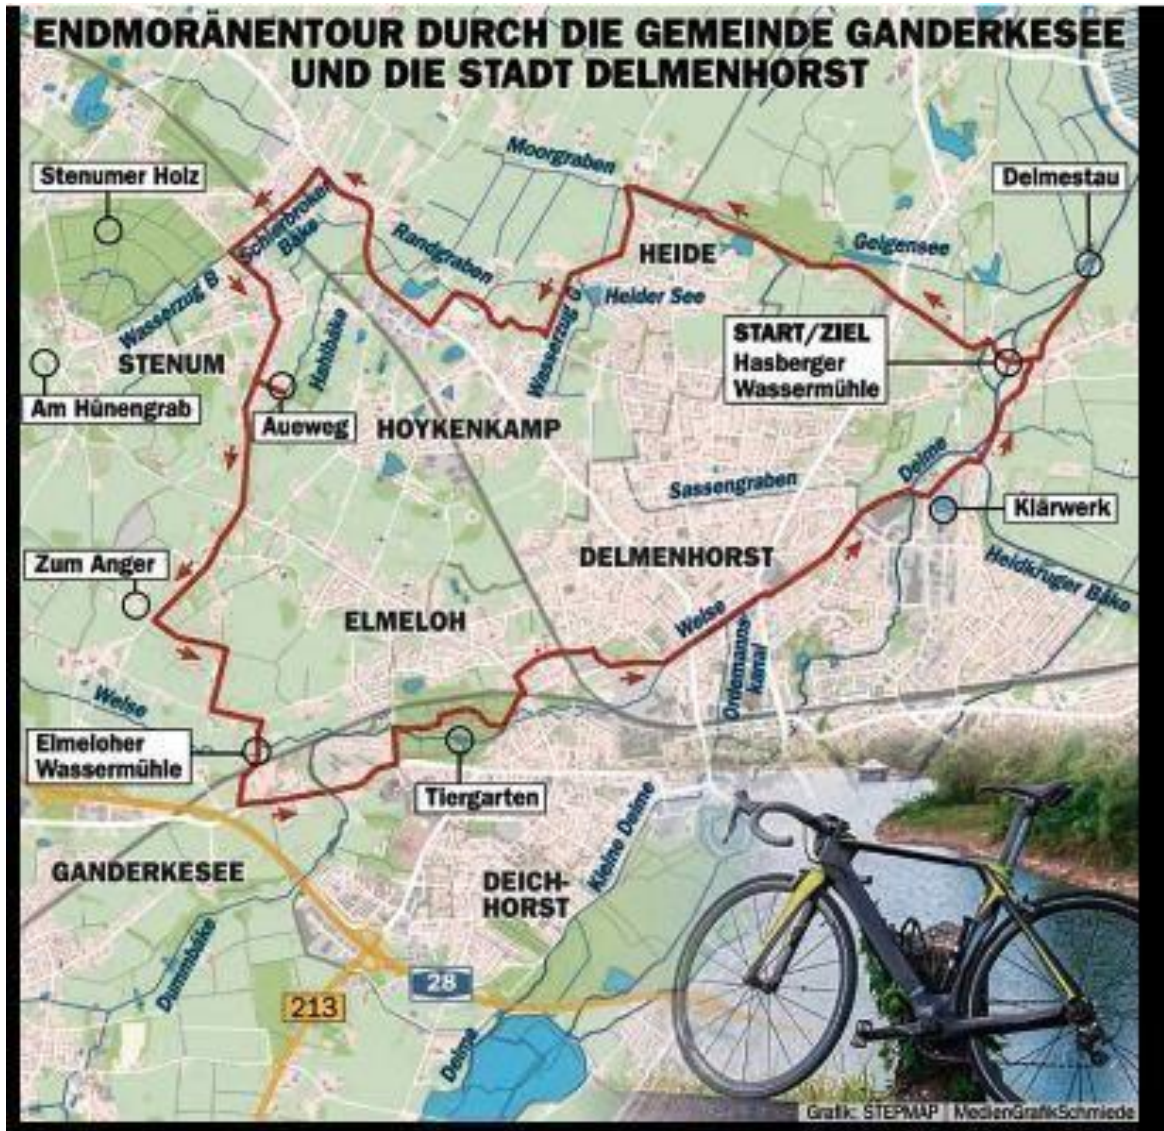 ENDMORÄNENTOUR DURCH DIE GEMEINDE GANDERKESEE
UND DIE STADT DELMENHORST
Moorgraben
Stenumer Holz
Delmestau
Schierbroker
Bäke
Randgraben
HEIDE
Gelgensee
Wasserzug B
Heider See
Wasserzug G
START/ZIEL
Hasberger
Wassermühle
STENUM
Hahlbäke
Am Hünengrab
Aueweg
HOYKENKAMP
Delme
Sassengraben
Klärwerk
DELMENHORST
Zum Anger
Heidkruger Bäke
ELMELOH
Welse
Welse
kanal
Elmeloher
Wassermühle
Tiergarten
Kleine Delme
GANDERKESEE
DEICH-
HORST
Dummbäke
28
213
Delme
Grafik: STEPMAP | MedienGrafikSchmiede